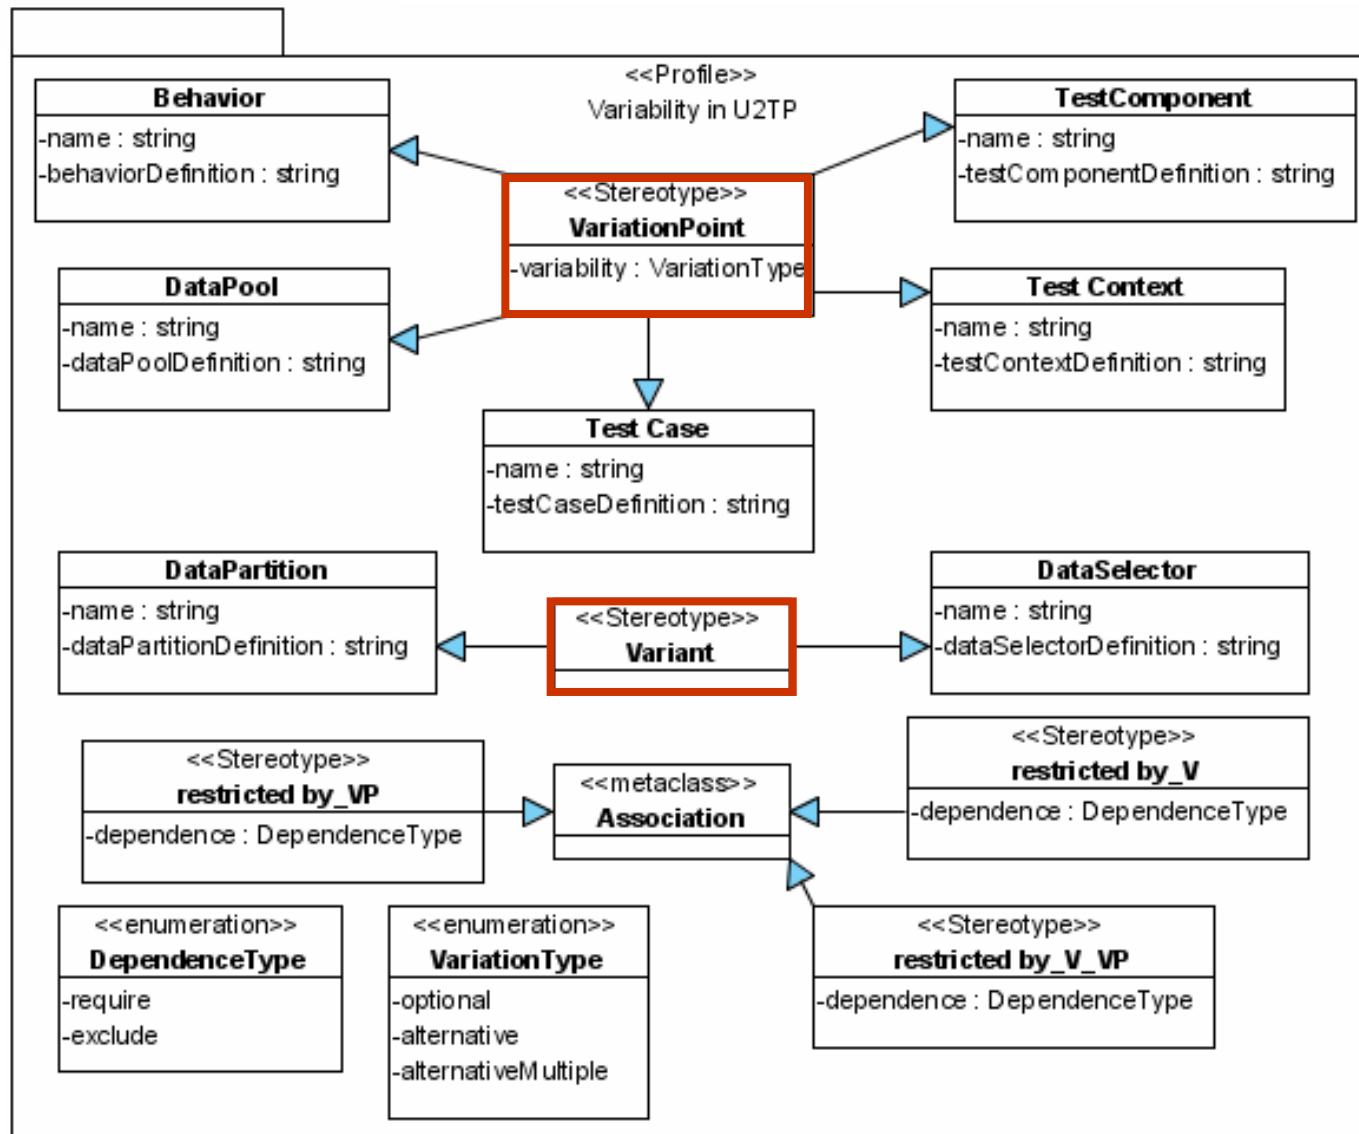 <<Profile>>
Variability in U2TP
Behavior
-name : string
-behaviorDefinition : string
TestComponent
-name : string
-testComponentDefinition : string
<<Stereotype>>
VariationPoint
-variability : VariationType
DataPool
-name : string
-dataPoolDefinition : string
Test Context
-name : string
-testContextDefinition : string
Test Case
-name : string
-testCaseDefinition : string
DataPartition
-name : string
-dataPartitionDefinition : string
<<Stereotype>>
Variant
DataSelector
-name : string
-dataSelectorDefinition : string
<<Stereotype>>
restricted by_VP
-dependence : DependenceType
<<metaclass>>
Association
<<Stereotype>>
restricted by_V
-dependence : DependenceType
<<enumeration>>
DependenceType
-require
-exclude
<<enumeration>>
VariationType
-optional
-alternative
-alternativeMultiple
<<Stereotype>>
restricted by_V_VP
-dependence : DependenceType